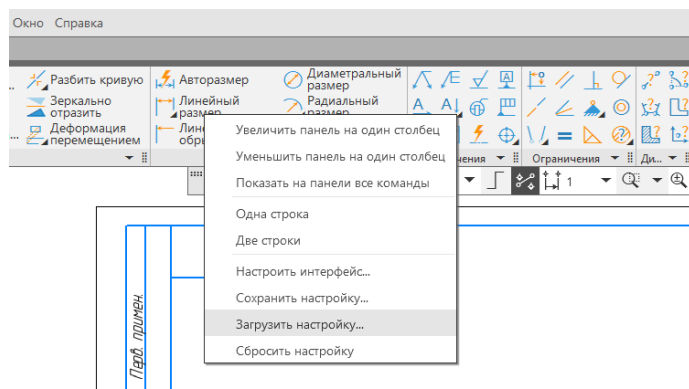 Окно Справка
Разбить кривую
Авторазмер
Диаметральный
размер
Зеркально
отразить
Линейный
размер
Радиальный
размер
Деформация
перемещением
Увеличить панель на один столбец
Уменьшить панель на один столбец
Показать на панели все команды
Одна строка
Две строки
Настроить интерфейс...
Сохранить настройку...
Загрузить настройку...
Сбросить настройку
Ограничения
Ди...
1
Перв. примен.